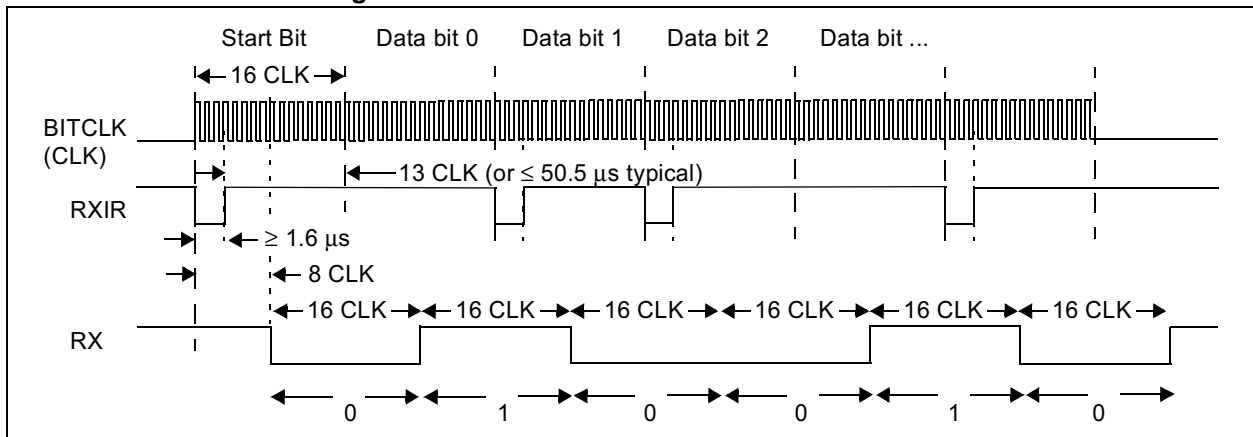 Start Bit Data bit 0 Data bit 1 Data bit 2 Data bit ...
16 CLK
BITCLK
(CLK)
13 CLK (or ≤ 50.5 μs typical)
RXIR
≥ 1.6 μs
8 CLK
16 CLK 16 CLK 16 CLK 16 CLK 16 CLK 16 CLK
RX
0 1 0 0 1 0